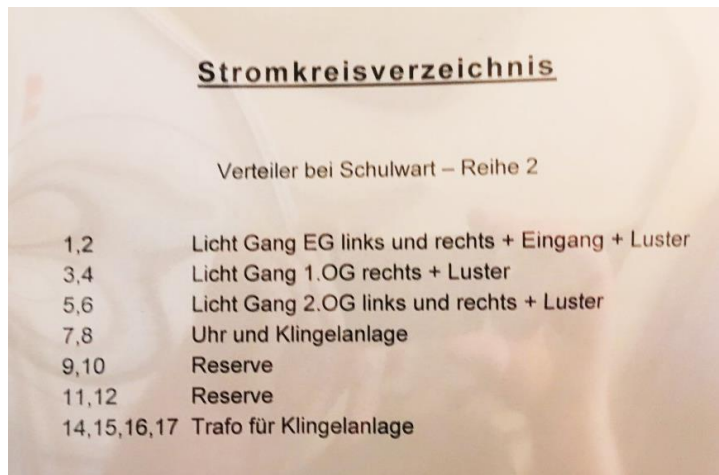 Stromkreisverzeichnis
Verteiler bei Schulwart – Reihe 2
1,2 Licht Gang EG links und rechts + Eingang + Luster
3,4 Licht Gang 1.OG rechts + Luster
5,6 Licht Gang 2.OG links und rechts + Luster
7,8 Uhr und Klingelanlage
9,10 Reserve
11,12 Reserve
14,15,16,17 Trafo für Klingelanlage